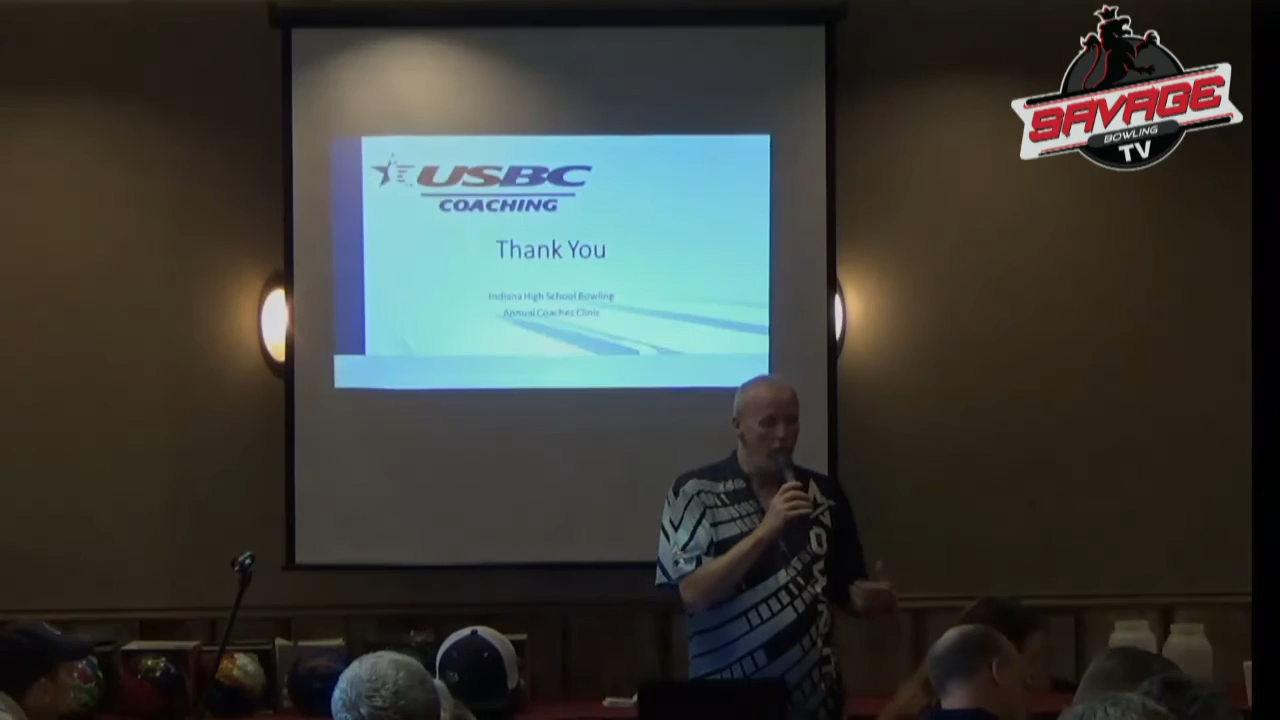 SAVAGE
BOWLING
TV
USBC
COACHING
Thank You
Indiana High School Bowling
Annual Coaches Clinic